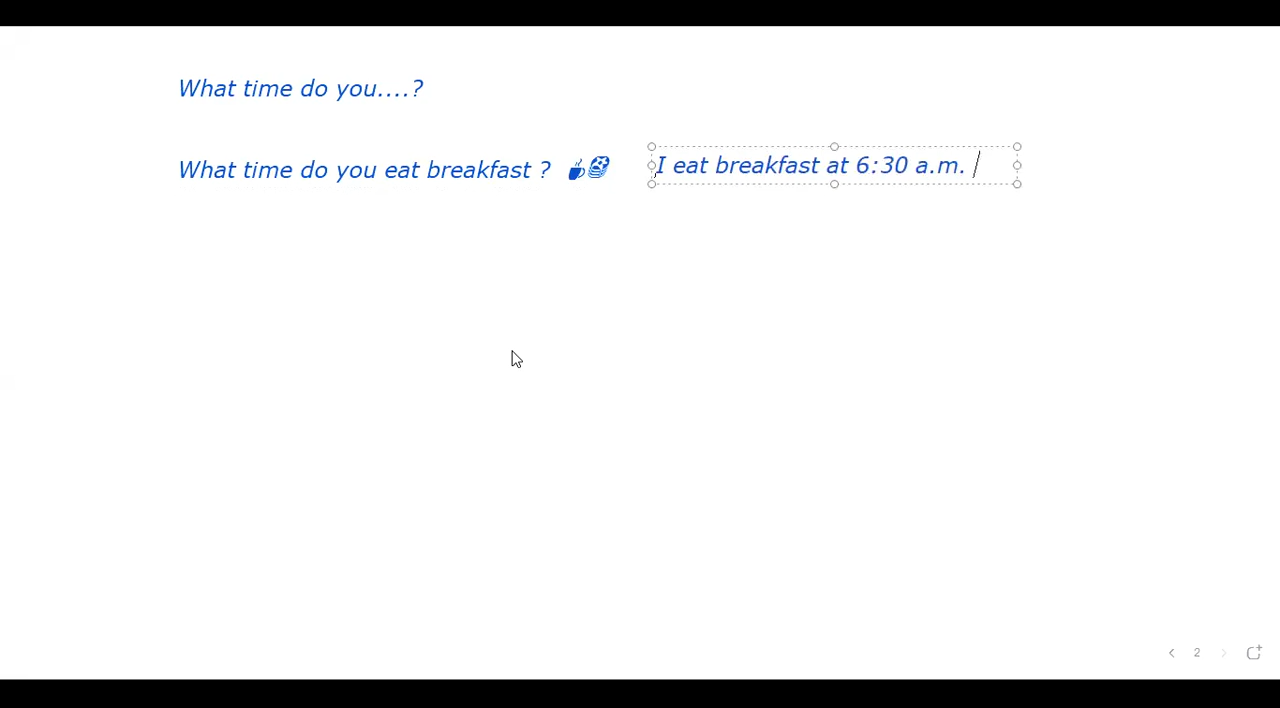 What time do you....?
What time do you eat breakfast ? ☕🥞 I eat breakfast at 6:30 a.m.
2